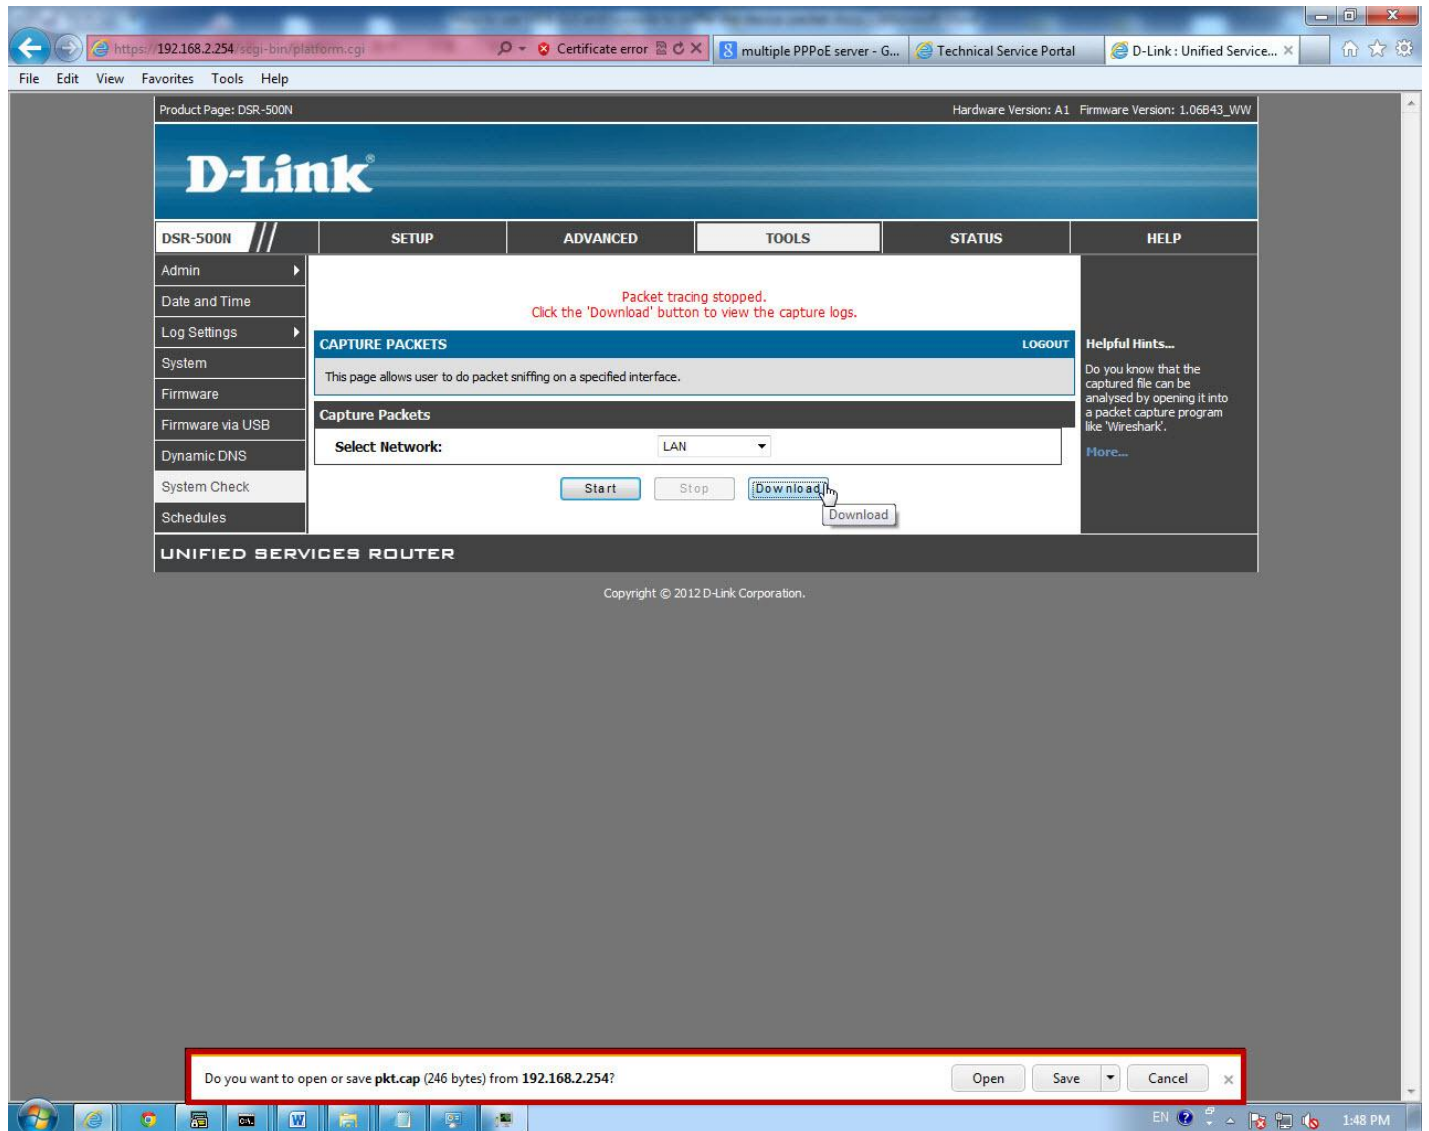 https://192.168.2.254/scgi-bin/platform.cgi
Certificate error
multiple PPPoE server - G...
Technical Service Portal
D-Link : Unified Service...
File Edit View Favorites Tools Help
Product Page: DSR-500N
Hardware Version: A1 Firmware Version: 1.06B43_WW
D-Link®
DSR-500N
SETUP
ADVANCED
TOOLS
STATUS
HELP
Admin
Date and Time
Log Settings
System
Firmware
Firmware via USB
Dynamic DNS
System Check
Schedules
Packet tracing stopped.
Click the 'Download' button to view the capture logs.
CAPTURE PACKETS
LOGOUT
This page allows user to do packet sniffing on a specified interface.
Capture Packets
Select Network: LAN
Start Stop Download
Download
Helpful Hints...
Do you know that the
captured file can be
analysed by opening it into
a packet capture program
like 'Wireshark'.
More...
UNIFIED SERVICES ROUTER
Copyright © 2012 D-Link Corporation.
Do you want to open or save pkt.cap (246 bytes) from 192.168.2.254?
Open Save Cancel
EN
1:48 PM